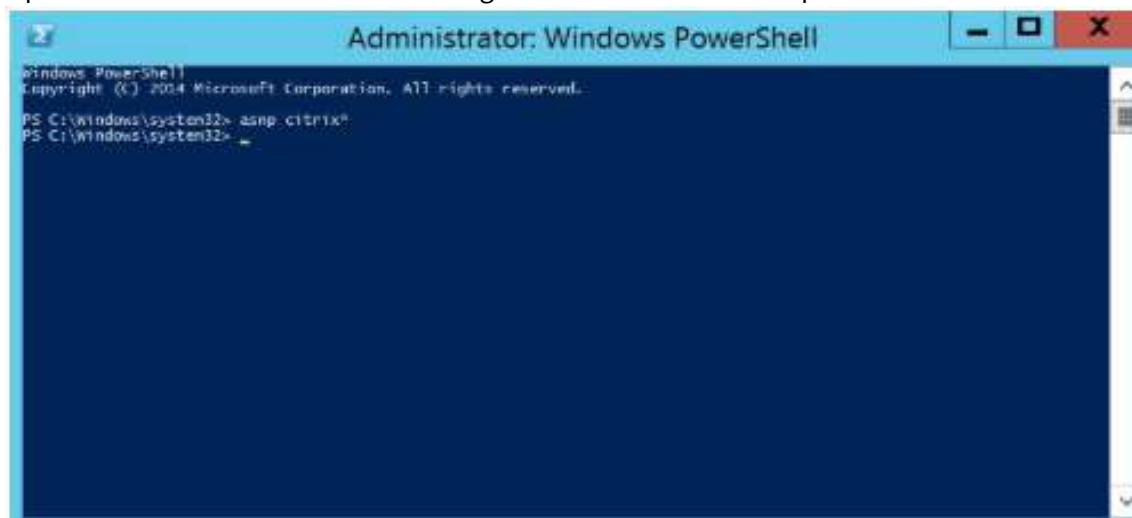 Administrator: Windows PowerShell
Windows PowerShell
Copyright (C) 2014 Microsoft Corporation. All rights reserved.
PS C:\Windows\system32> asnp citrix*
PS C:\Windows\system32> _